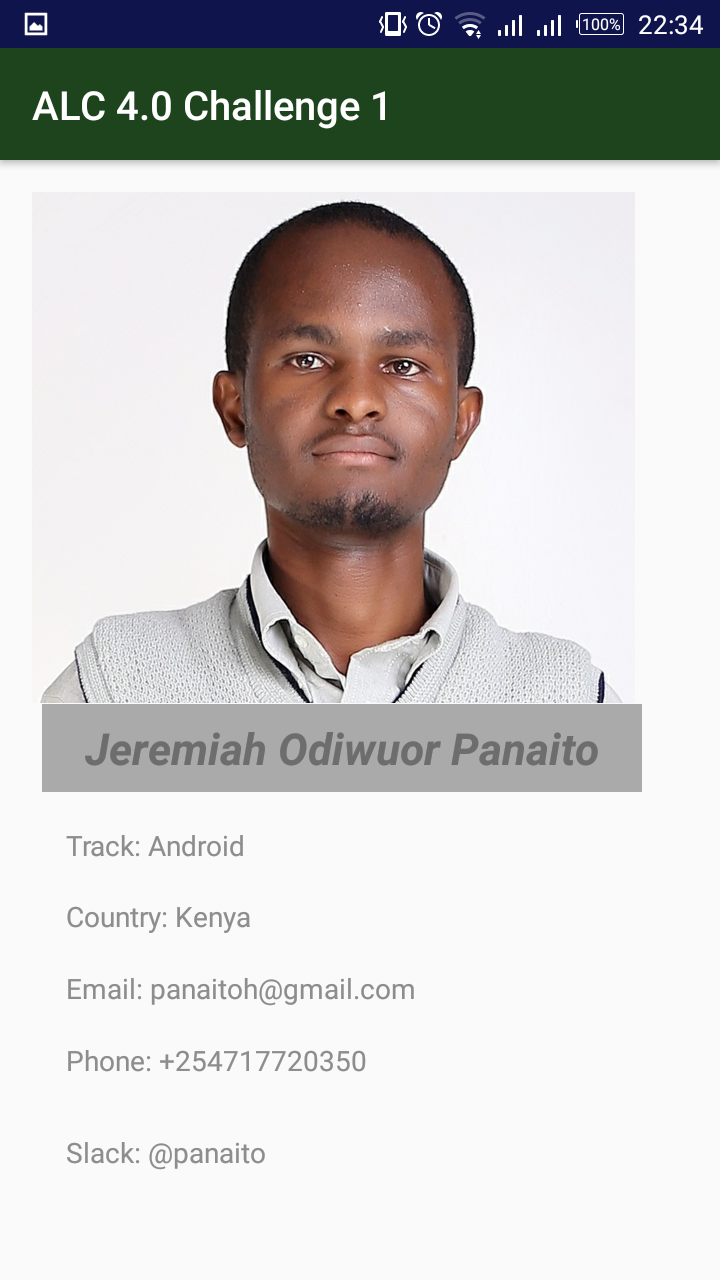 100% 22:34
ALC 4.0 Challenge 1
Jeremiah Odiwuor Panaito
Track: Android
Country: Kenya
Email: panaitoh@gmail.com
Phone: +254717720350
Slack: @panaito